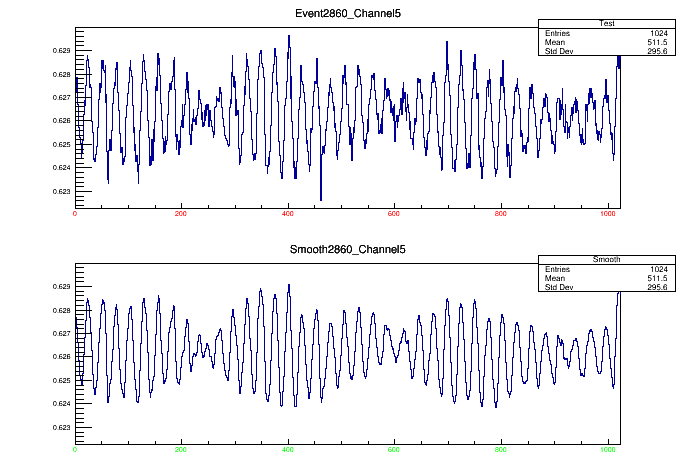 Event2860_Channel5
Test
Entries 1024
Mean 511.5
Std Dev 295.6
0.629
0.628
0.627
0.626
0.625
0.624
0.623
0 200 400 600 800 1000
Smooth2860_Channel5
Smooth
Entries 1024
Mean 511.5
Std Dev 295.6
0.629
0.628
0.627
0.626
0.625
0.624
0.623
0 200 400 600 800 1000